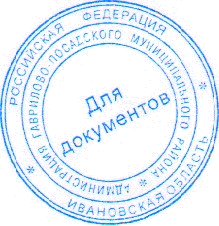 РОССИЙСКАЯ ФЕДЕРАЦИЯ
ИВАНОВСКАЯ ОБЛАСТЬ
АДМИНИСТРАЦИЯ ГАВРИЛОВО-ПОСАДСКОГО МУНИЦИПАЛЬНОГО РАЙОНА
Для
документов